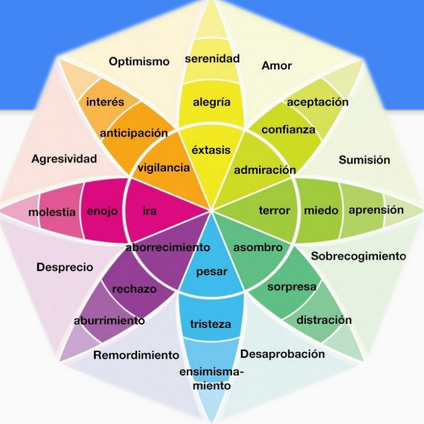 Optimismo
serenidad
Amor
interés
alegría
aceptación
anticipación
confianza
éxtasis
Agresividad
vigilancia
admiración
Sumisión
molestia
enojo
ira
terror
miedo
aprensión
aborrecimiento
asombro
Sobrecogimiento
Desprecio
pesar
rechazo
sorpresa
aburrimiento
tristeza
distración
Remordimiento
Desaprobación
ensimisma-
miento